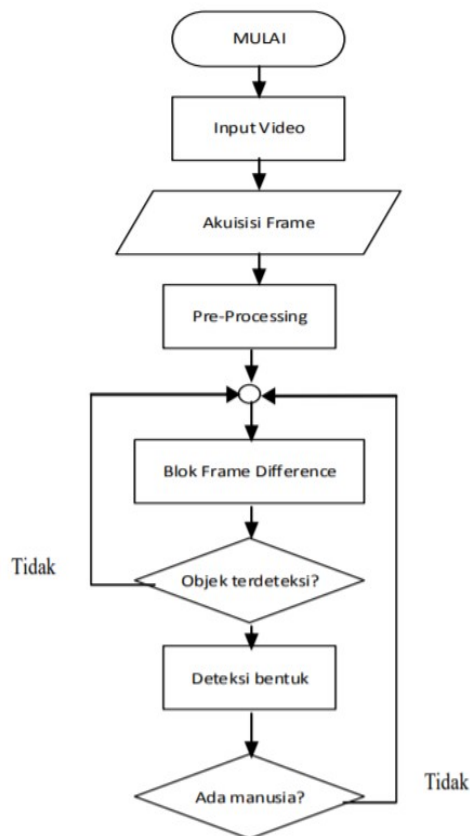 MULAI
Input Video
Akuisisi Frame
Pre-Processing
Blok Frame Difference
Tidak
Objek terdeteksi?
Deteksi bentuk
Ada manusia?
Tidak